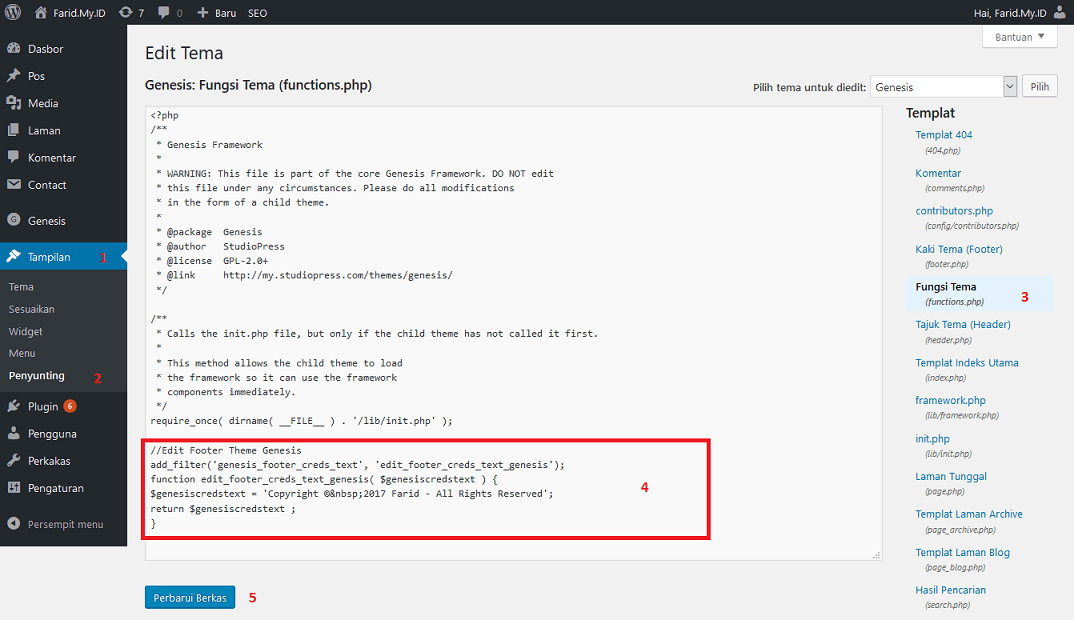 Farid.My.ID 7 0 Baru SEO Hai, Farid.My.ID
Bantuan
Dasbor
Pos
Media
Laman
Komentar
Contact
Genesis
Tampilan 1
Tema
Sesuaikan
Widget
Menu
Penyunting 2
Plugin 6
Pengguna
Perkakas
Pengaturan
Persempit menu
Edit Tema
Genesis: Fungsi Tema (functions.php)
Pilih tema untuk diedit: Genesis Pilih
<?php
/**
 * Genesis Framework
 *
 * WARNING: This file is part of the core Genesis Framework. DO NOT edit
 * this file under any circumstances. Please do all modifications
 * in the form of a child theme.
 *
 * @package  Genesis
 * @author   StudioPress
 * @license  GPL-2.0+
 * @link     http://my.studiopress.com/themes/genesis/
 */
/**
 * Calls the init.php file, but only if the child theme has not called it first.
 *
 * This method allows the child theme to load
 * the framework so it can use the framework
 * components immediately.
 */
require_once( dirname( __FILE__ ) . '/lib/init.php' );
//Edit Footer Theme Genesis
add_filter('genesis_footer_creds_text', 'edit_footer_creds_text_genesis');
function edit_footer_creds_text_genesis( $genesiscredstext ) {
$genesiscredstext = 'Copyright ©&nbsp;2017 Farid - All Rights Reserved';
return $genesiscredstext ;
}
4
Perbarui Berkas 5
Templat
Templat 404
(404.php)
Komentar
(comments.php)
contributors.php
(config/contributors.php)
Kaki Tema (Footer)
(footer.php)
Fungsi Tema
(functions.php) 3
Tajuk Tema (Header)
(header.php)
Templat Indeks Utama
(index.php)
framework.php
(lib/framework.php)
init.php
(lib/init.php)
Laman Tunggal
(page.php)
Templat Laman Archive
(page_archive.php)
Templat Laman Blog
(page_blog.php)
Hasil Pencarian
(search.php)